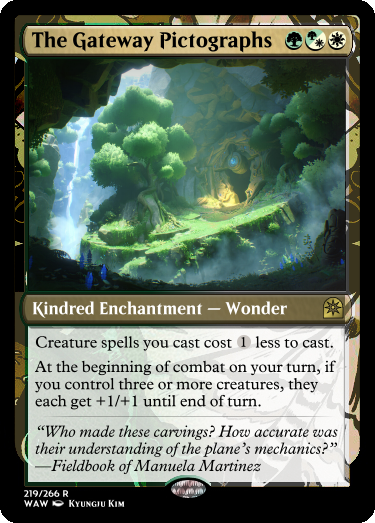 The Gateway Pictographs
Kindred Enchantment — Wonder
Creature spells you cast cost 1 less to cast.
At the beginning of combat on your turn, if
you control three or more creatures, they
each get +1/+1 until end of turn.
“Who made these carvings? How accurate was
their understanding of the plane’s mechanics?”
—Fieldbook of Manuela Martinez
219/266 R
WAW Kyungju Kim